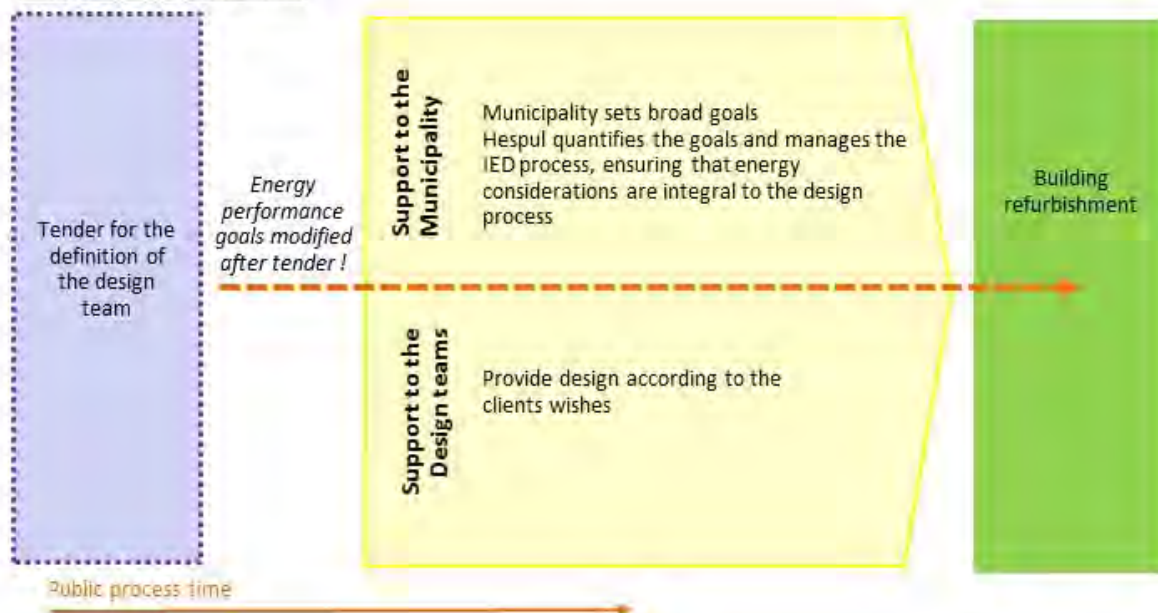 Tender for the
definition of
the design
team
Energy
performance
goals modified
after tender !
Support to the
Municipality
Municipality sets broad goals
Hespul quantifies the goals and manages the
IED process, ensuring that energy
considerations are integral to the design
process
Support to the
Design teams
Provide design according to the
clients wishes
Building
refurbishment
Public process time